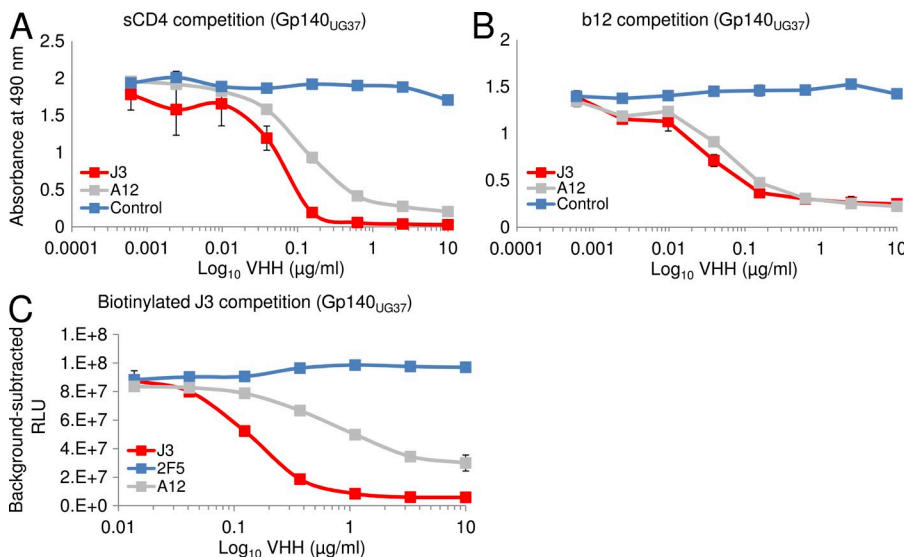 A
sCD4 competition (Gp140UG37)
Absorbance at 490 nm
2.5
2
1.5
1
0.5
0
J3
A12
Control
0.0001 0.001 0.01 0.1 1 10
Log10 VHH (µg/ml)
B
b12 competition (Gp140UG37)
2
1.5
1
0.5
0
J3
A12
Control
0.0001 0.001 0.01 0.1 1 10
Log10 VHH (µg/ml)
C
Biotinylated J3 competition (Gp140UG37)
Background-subtracted
RLU
1.E+8
1.E+8
8.E+7
6.E+7
4.E+7
2.E+7
0.E+0
J3
2F5
A12
0.01 0.1 1 10
Log10 VHH (µg/ml)